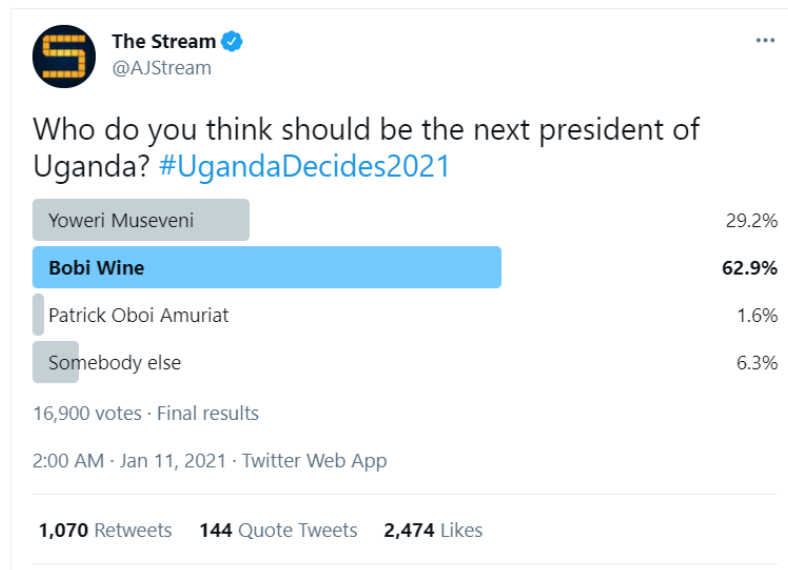 The Stream
@AJStream
Who do you think should be the next president of
Uganda? #UgandaDecides2021
Yoweri Museveni 29.2%
Bobi Wine 62.9%
Patrick Oboi Amuriat 1.6%
Somebody else 6.3%
16,900 votes · Final results
2:00 AM · Jan 11, 2021 · Twitter Web App
1,070 Retweets 144 Quote Tweets 2,474 Likes